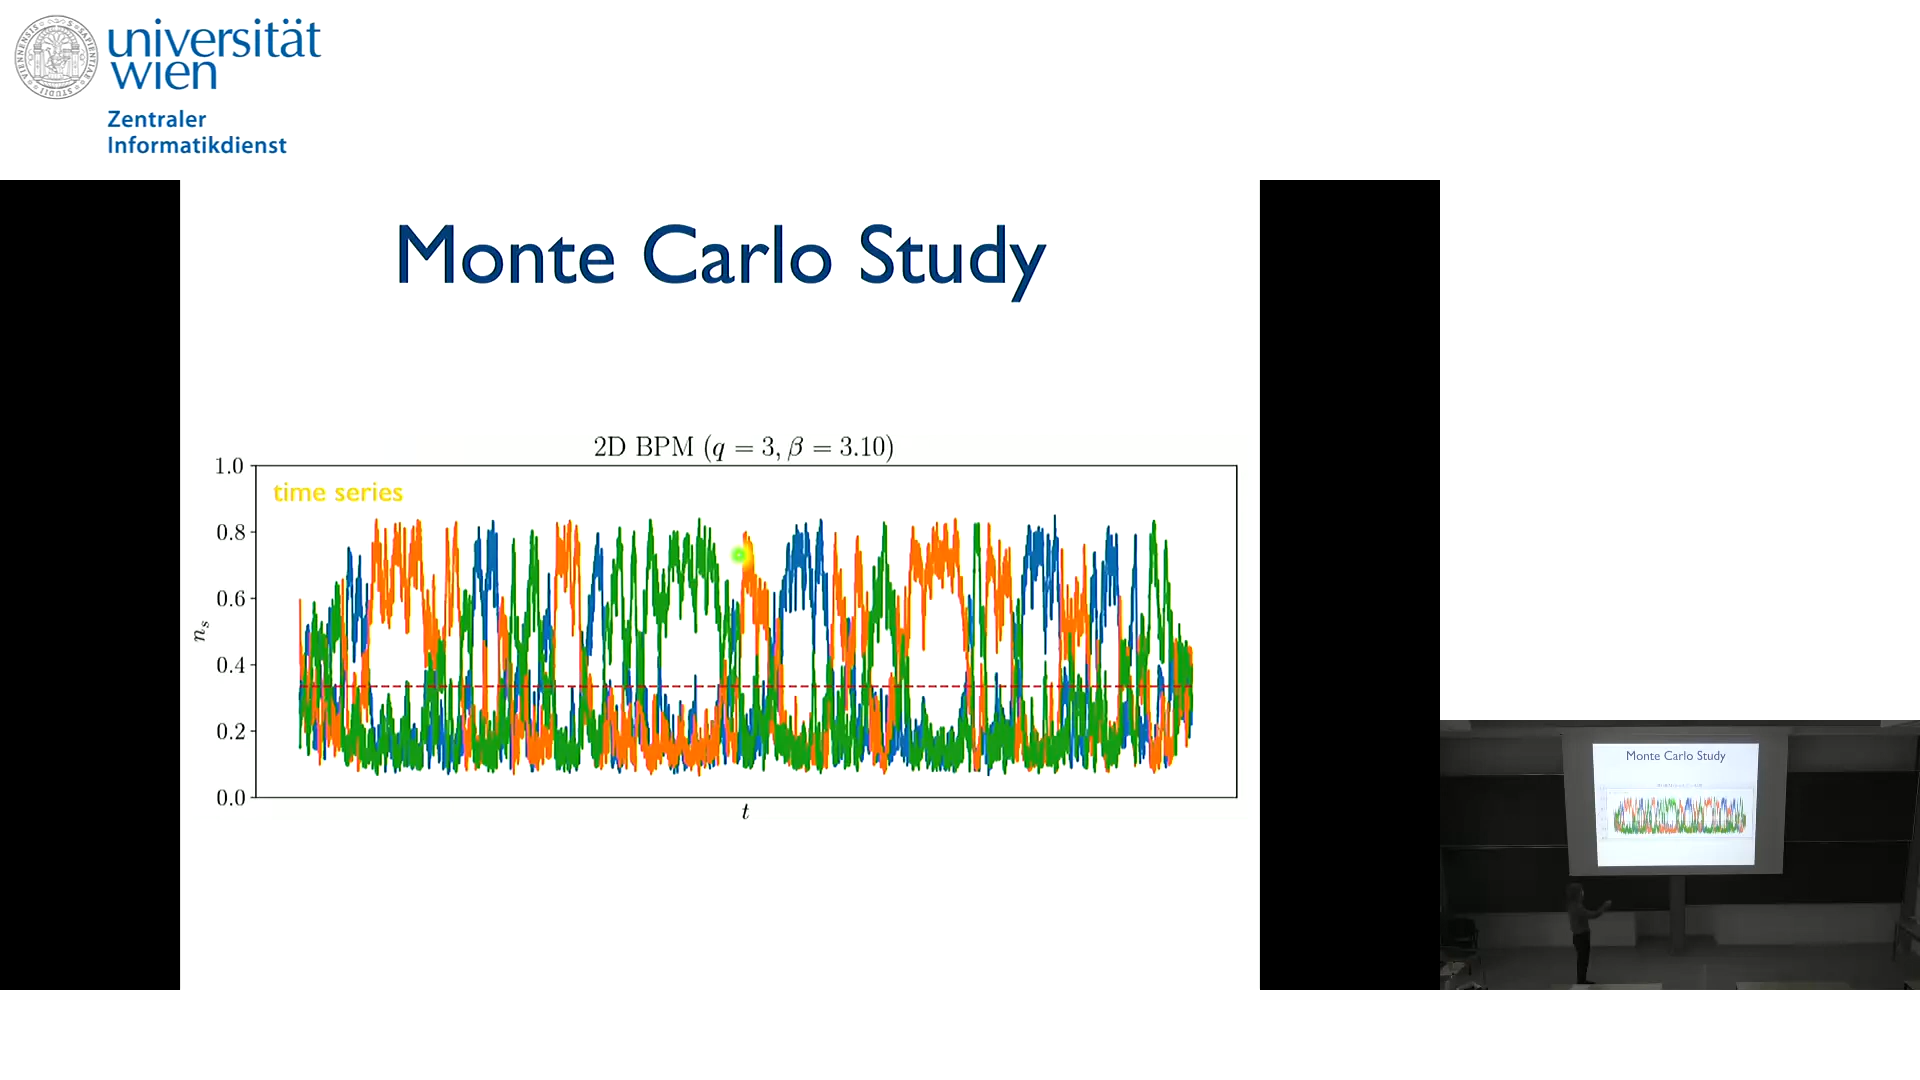 universität
wien
Zentraler
Informatikdienst
Monte Carlo Study
2D BPM (q = 3, β = 3.10)
1.0
time series
0.8
0.6
n_s
0.4
0.2
0.0
t
Monte Carlo Study